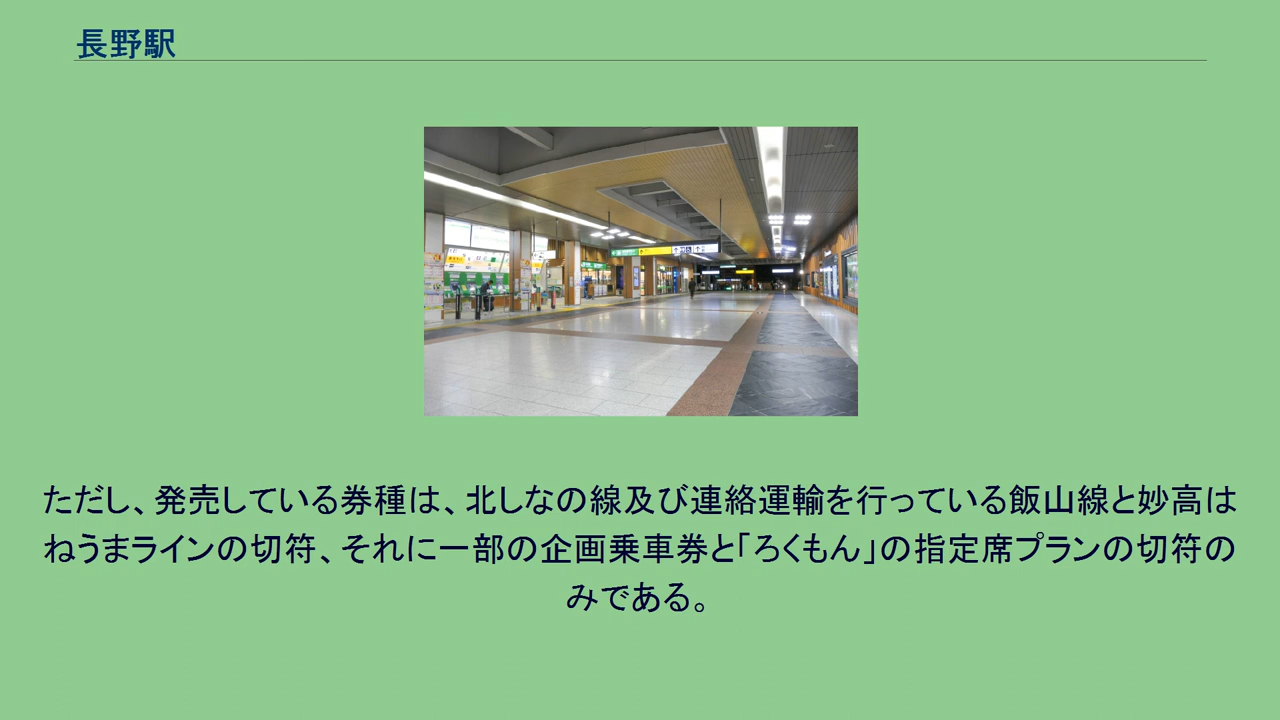 長野駅
ただし、発売している券種は、北しなの線及び連絡運輸を行っている飯山線と妙高は
ねうまラインの切符、それに一部の企画乗車券と「ろくもん」の指定席プランの切符の
みである。